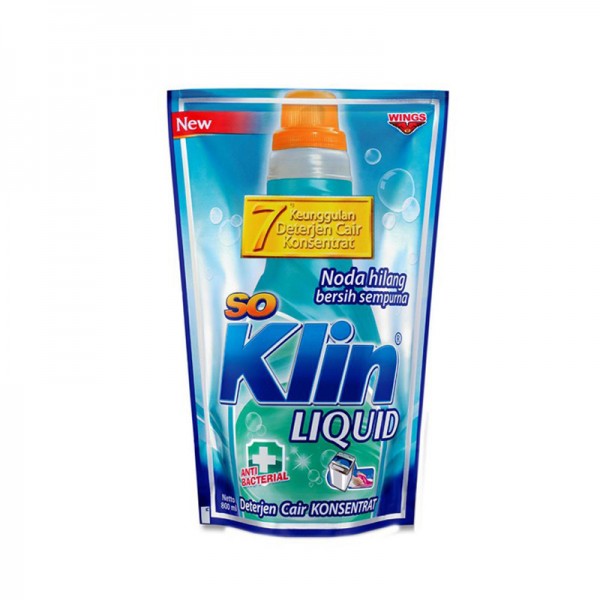 New
WINGS
7 Keunggulan
Deterjen Cair
Konsentrat
Noda hilang
bersih sempurna
SO
Klin®
LIQUID
ANTI
BACTERIAL
Netto
800 ml
Deterjen Cair KONSENTRAT